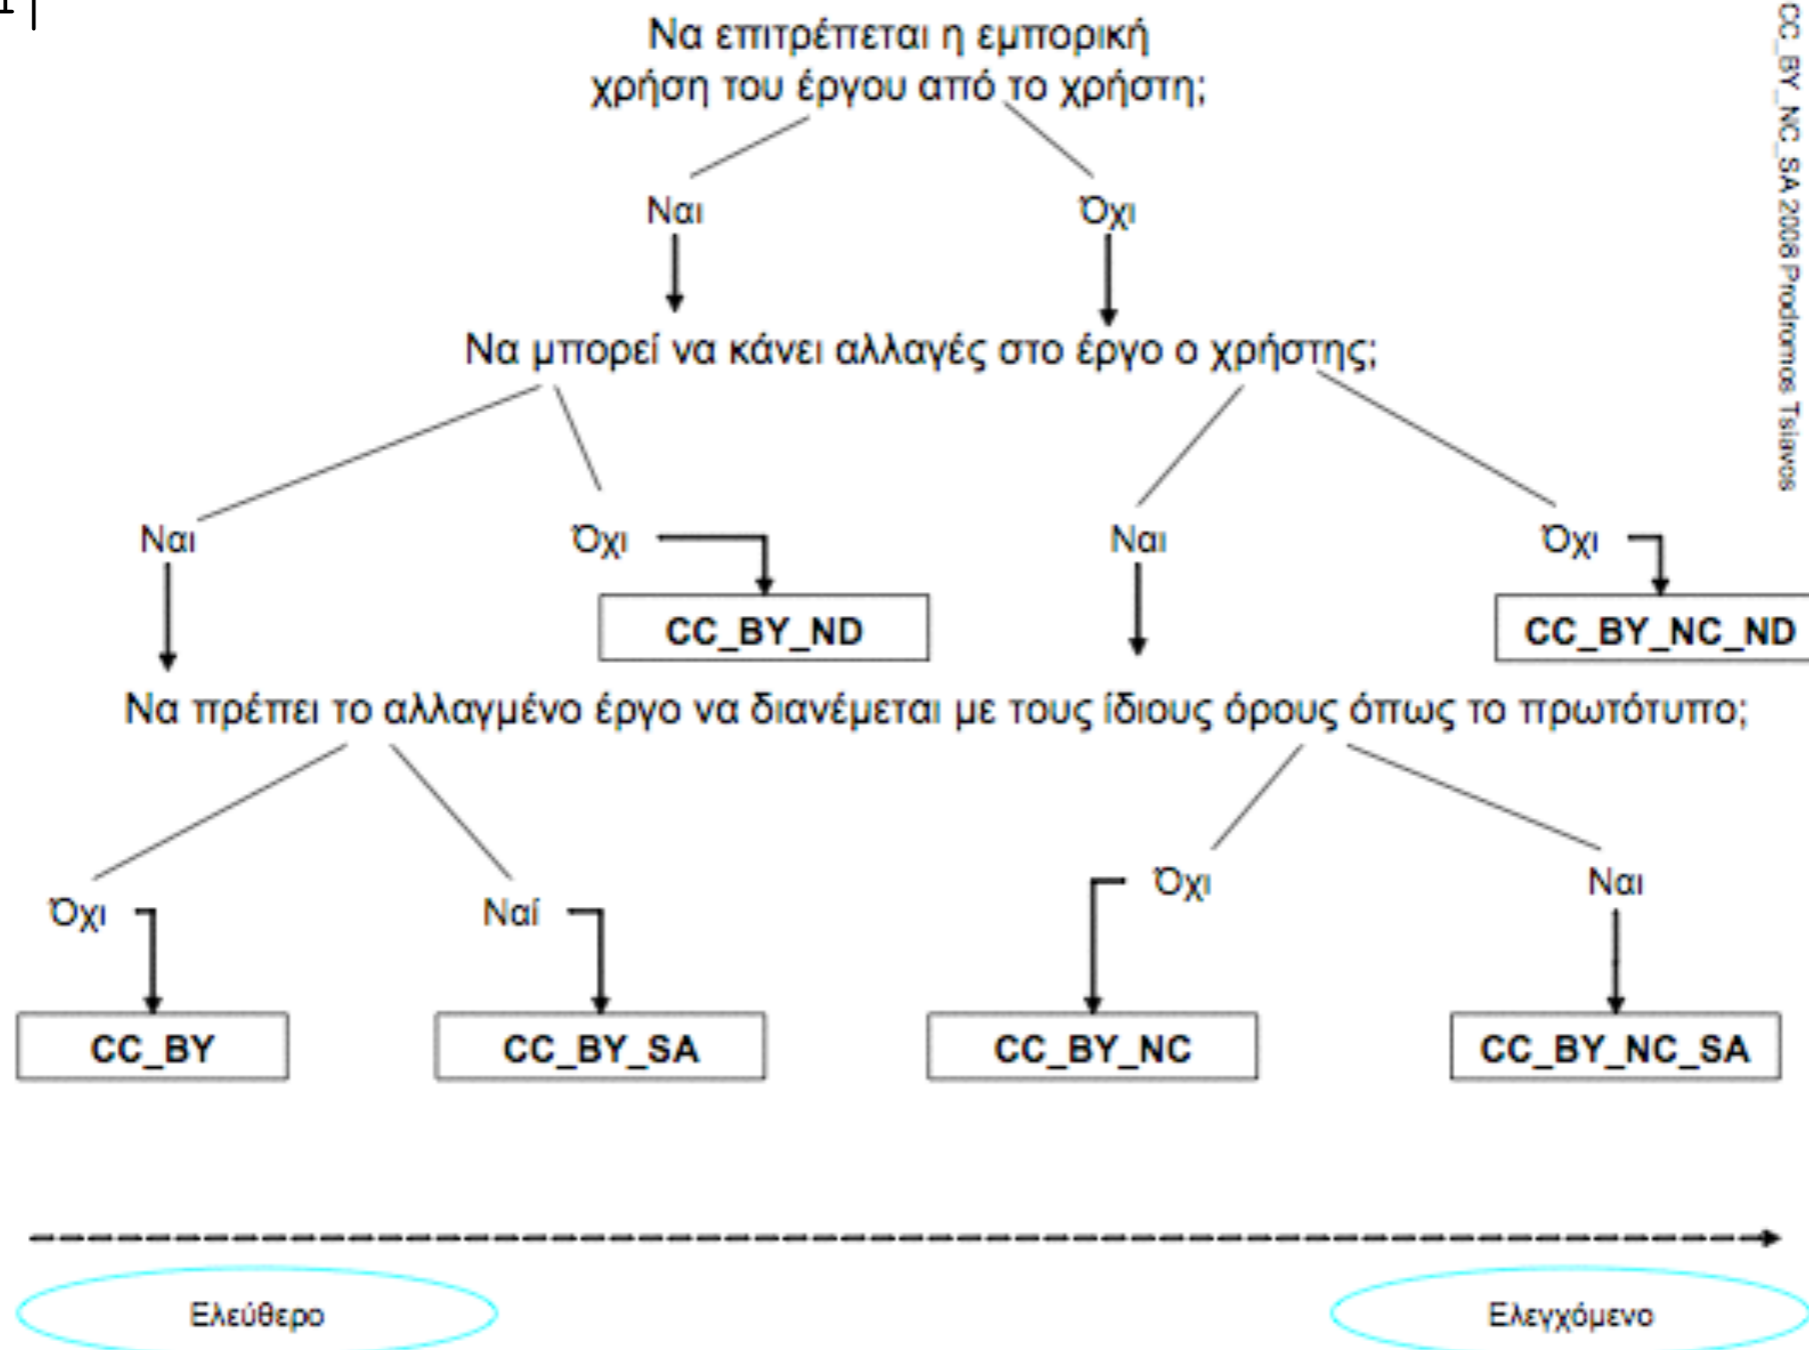 Να επιτρέπεται η εμπορική
χρήση του έργου από το χρήστη;
CC_BY_NC_SA 2008 Prodromos Tsiavos
Ναι
Όχι
Να μπορεί να κάνει αλλαγές στο έργο ο χρήστης;
Ναι
Όχι
Ναι
Όχι
CC_BY_ND
CC_BY_NC_ND
Να πρέπει το αλλαγμένο έργο να διανέμεται με τους ίδιους όρους όπως το πρωτότυπο;
Όχι
Ναί
Όχι
Ναι
CC_BY
CC_BY_SA
CC_BY_NC
CC_BY_NC_SA
Ελεύθερο
Ελεγχόμενο